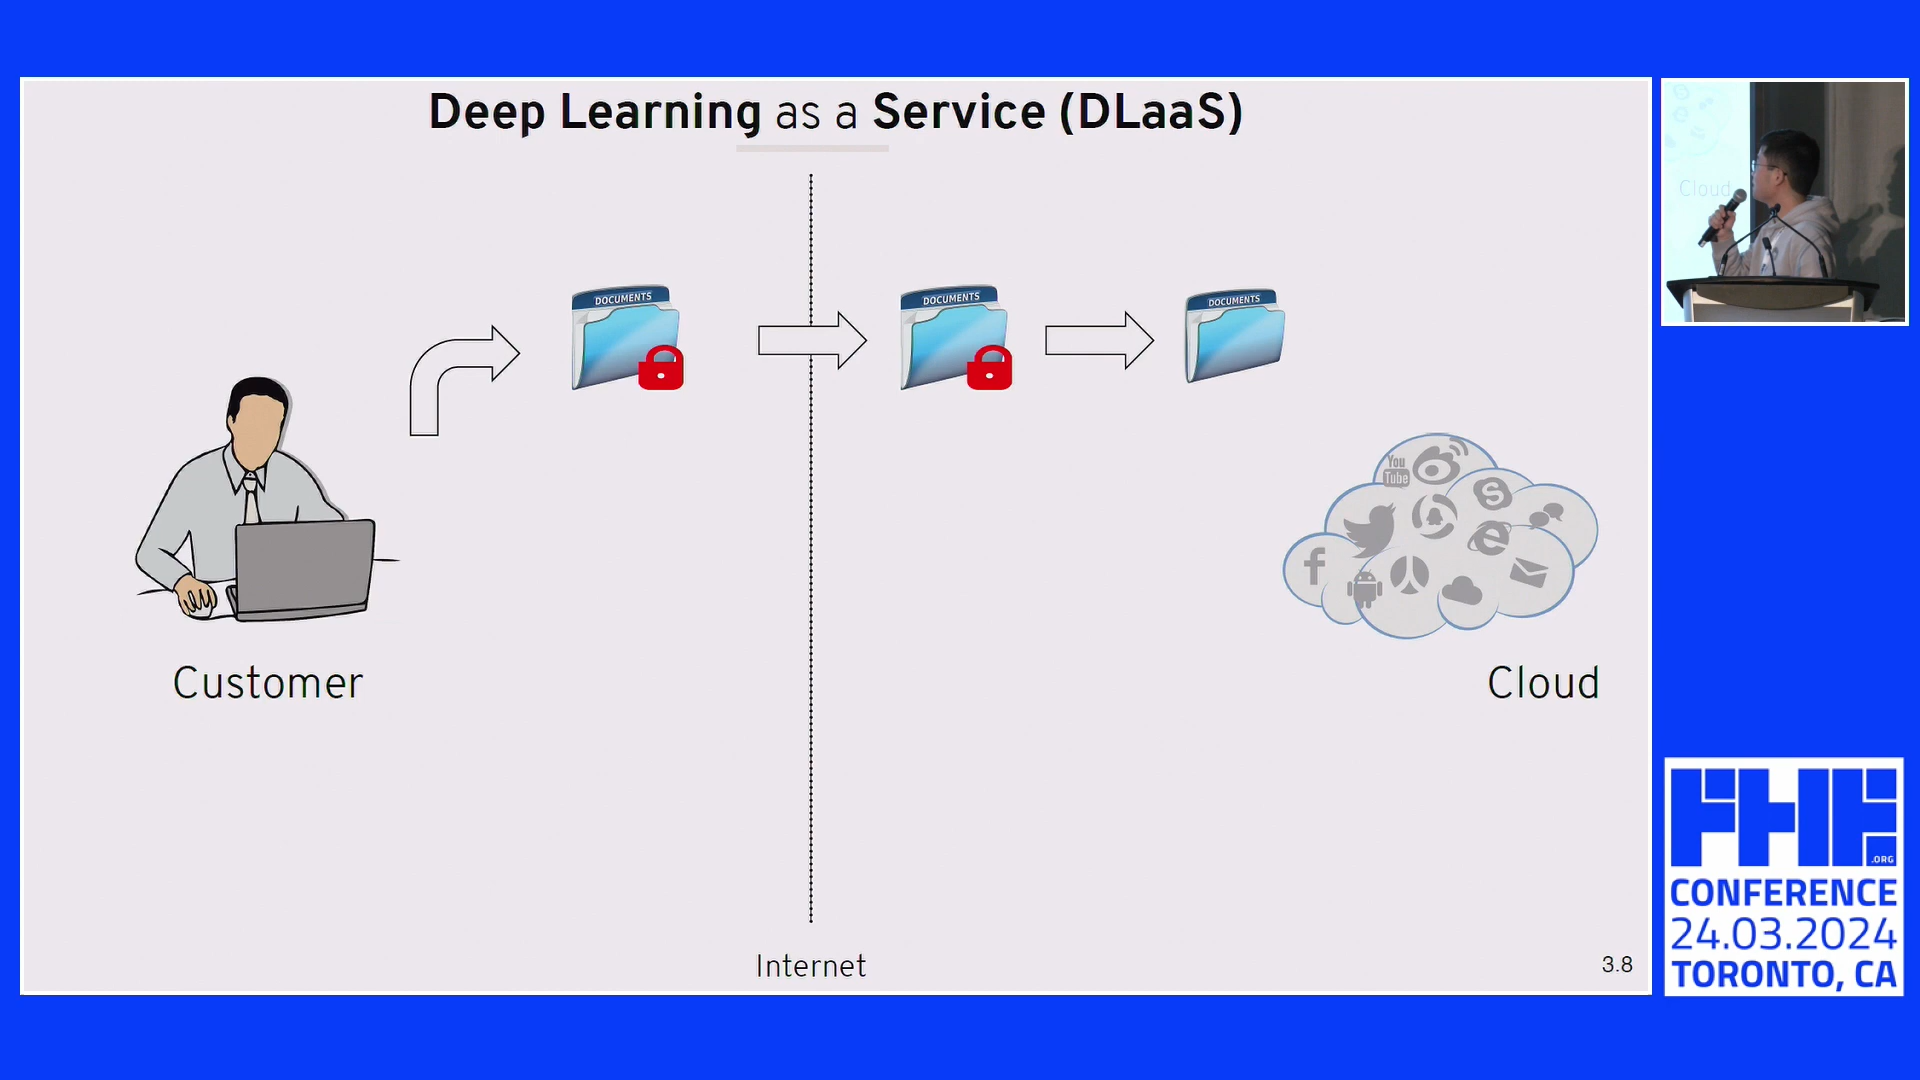 Deep Learning as a Service (DLaaS)
DOCUMENTS
DOCUMENTS
DOCUMENTS
You
Tube
Customer
Cloud
Internet
3.8
Cloud
FHE
.ORG
CONFERENCE
24.03.2024
TORONTO, CA